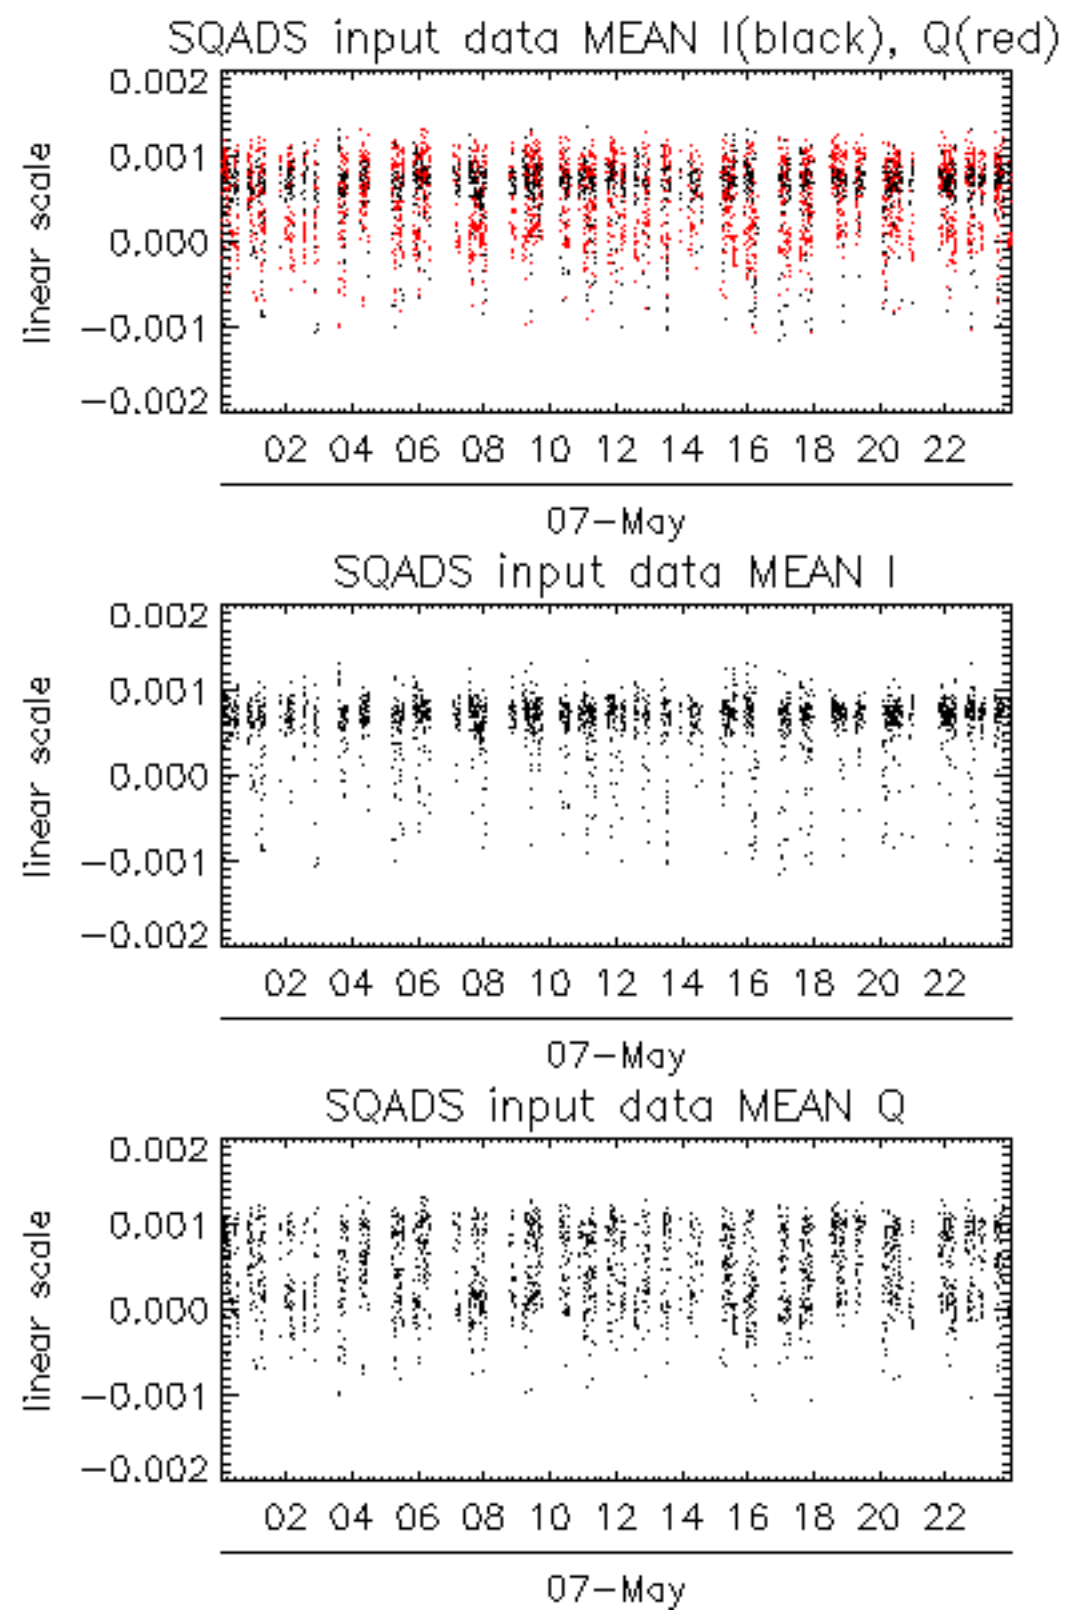 SQADS input data MEAN I(black), Q(red)
0.002
0.001
0.000
−0.001
−0.002
linear scale
02 04 06 08 10 12 14 16 18 20 22
07−May
SQADS input data MEAN I
0.002
0.001
0.000
−0.001
−0.002
linear scale
02 04 06 08 10 12 14 16 18 20 22
07−May
SQADS input data MEAN Q
0.002
0.001
0.000
−0.001
−0.002
linear scale
02 04 06 08 10 12 14 16 18 20 22
07−May